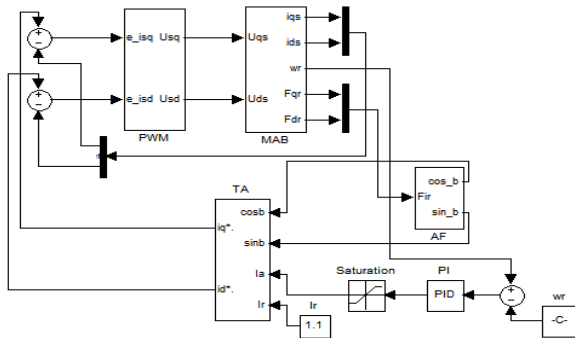 iqs
e_isq Usq
Uqs
ids
wr
e_isd Usd
Uds
Fqr
Fdr
PWM
MAB
TA
cos_b
Fir
sin_b
AF
cosb
iq*.
sinb
Ia
id*.
Ir
Saturation
PI
Ir
PID
1.1
wr
-C-